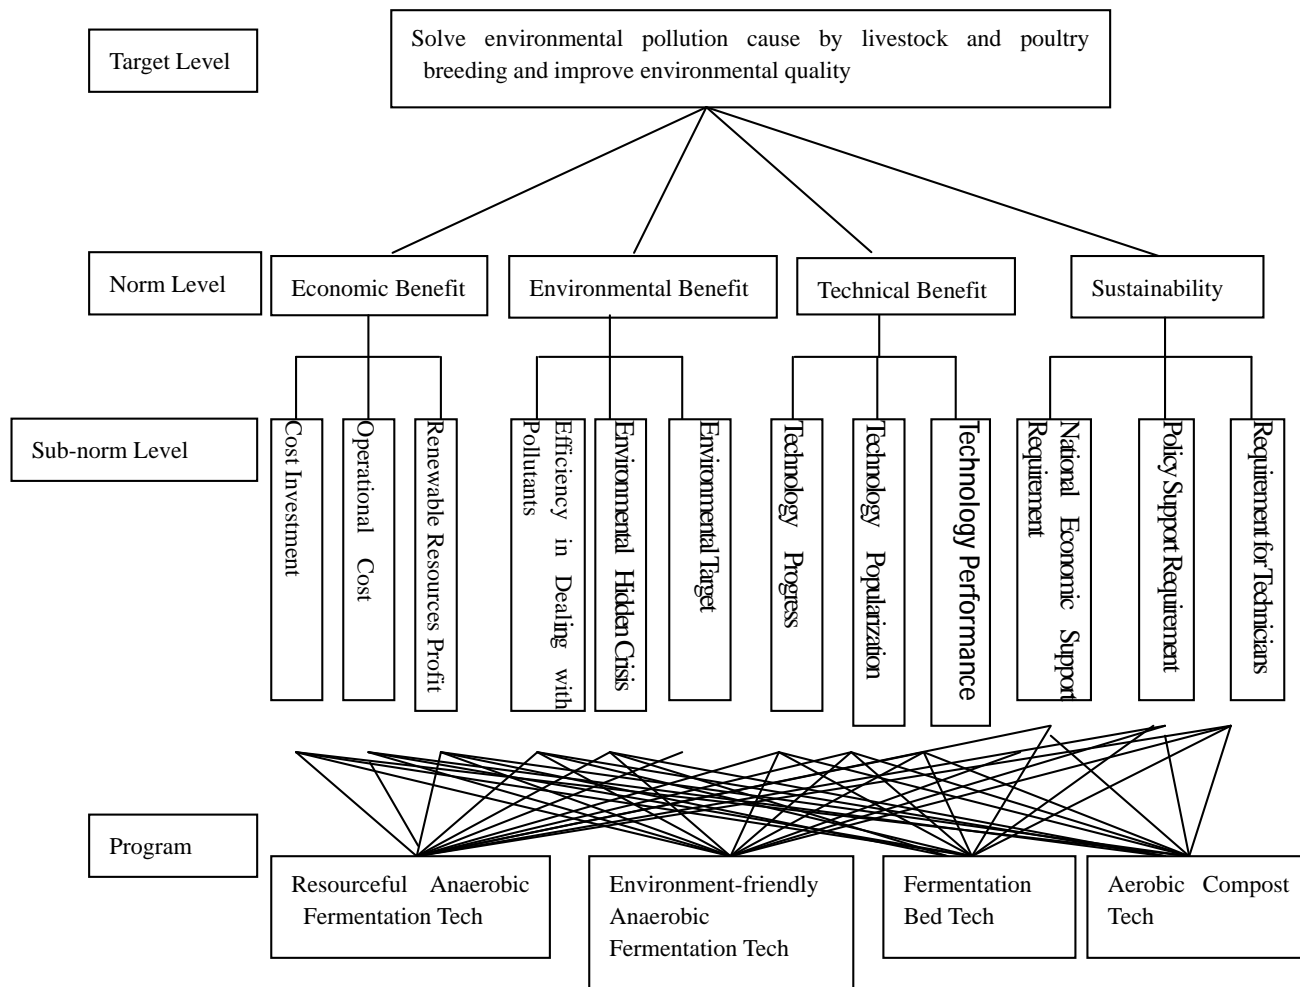 Target Level
Solve environmental pollution cause by livestock and poultry
breeding and improve environmental quality
Norm Level
Economic Benefit
Environmental Benefit
Technical Benefit
Sustainability
Sub-norm Level
Cost Investment
Operational Cost
Renewable Resources Profit
Efficiency in Dealing with
Pollutants
Environmental Hidden Crisis
Environmental Target
Technology Progress
Technology Popularization
Technology Performance
National Economic Support
Requirement
Policy Support Requirement
Requirement for Technicians
Program
Resourceful Anaerobic
Fermentation Tech
Environment-friendly
Anaerobic
Fermentation Tech
Fermentation
Bed Tech
Aerobic Compost
Tech